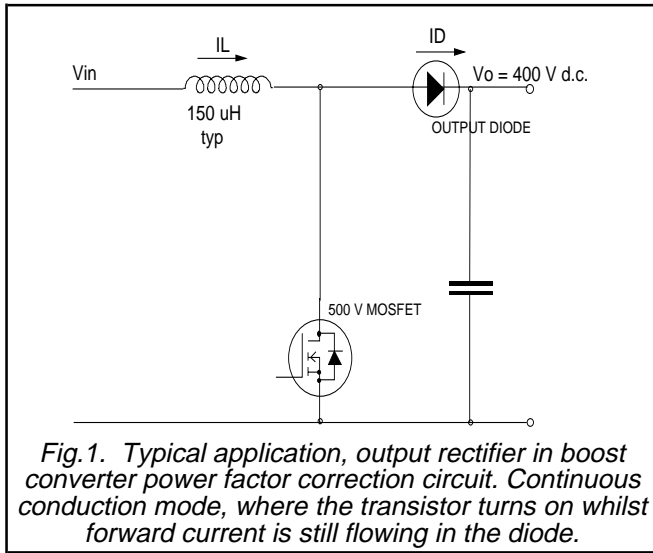 IL
ID
Vin
Vo = 400 V d.c.
150 uH
typ
OUTPUT DIODE
500 V MOSFET
Fig.1. Typical application, output rectifier in boost
converter power factor correction circuit. Continuous
conduction mode, where the transistor turns on whilst
forward current is still flowing in the diode.